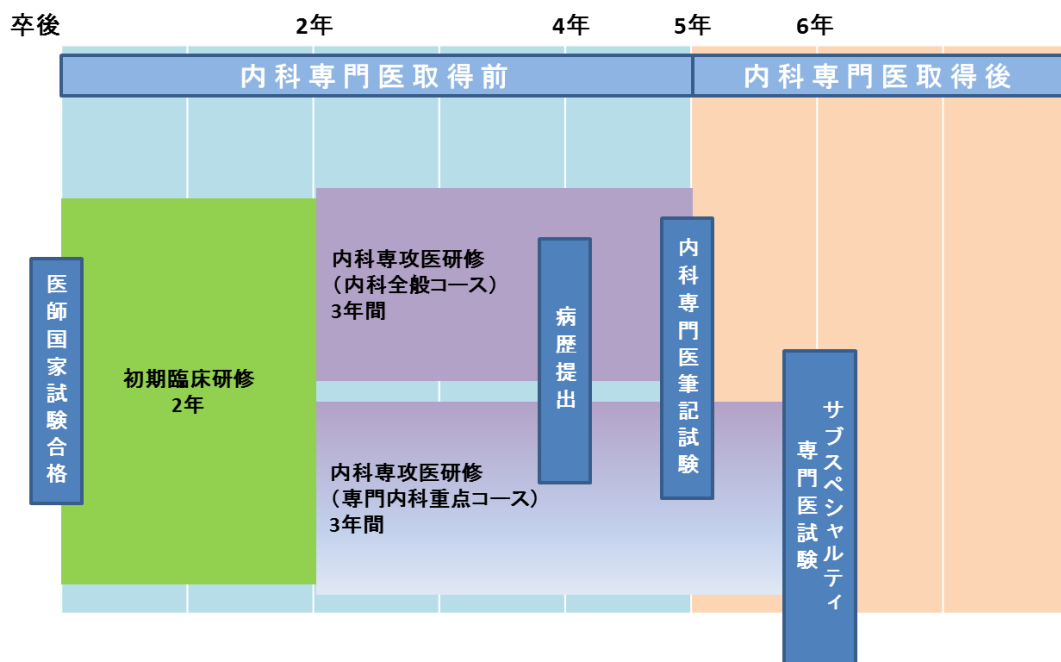 卒後
2年
4年
5年
6年
内科専門医取得前
内科専門医取得後
医師国家試験合格
初期臨床研修
2年
内科専攻医研修
（内科全般コース）
3年間
内科専攻医研修
（専門内科重点コース）
3年間
病歴提出
内科専門医筆記試験
サブスペシャルティ
専門医試験